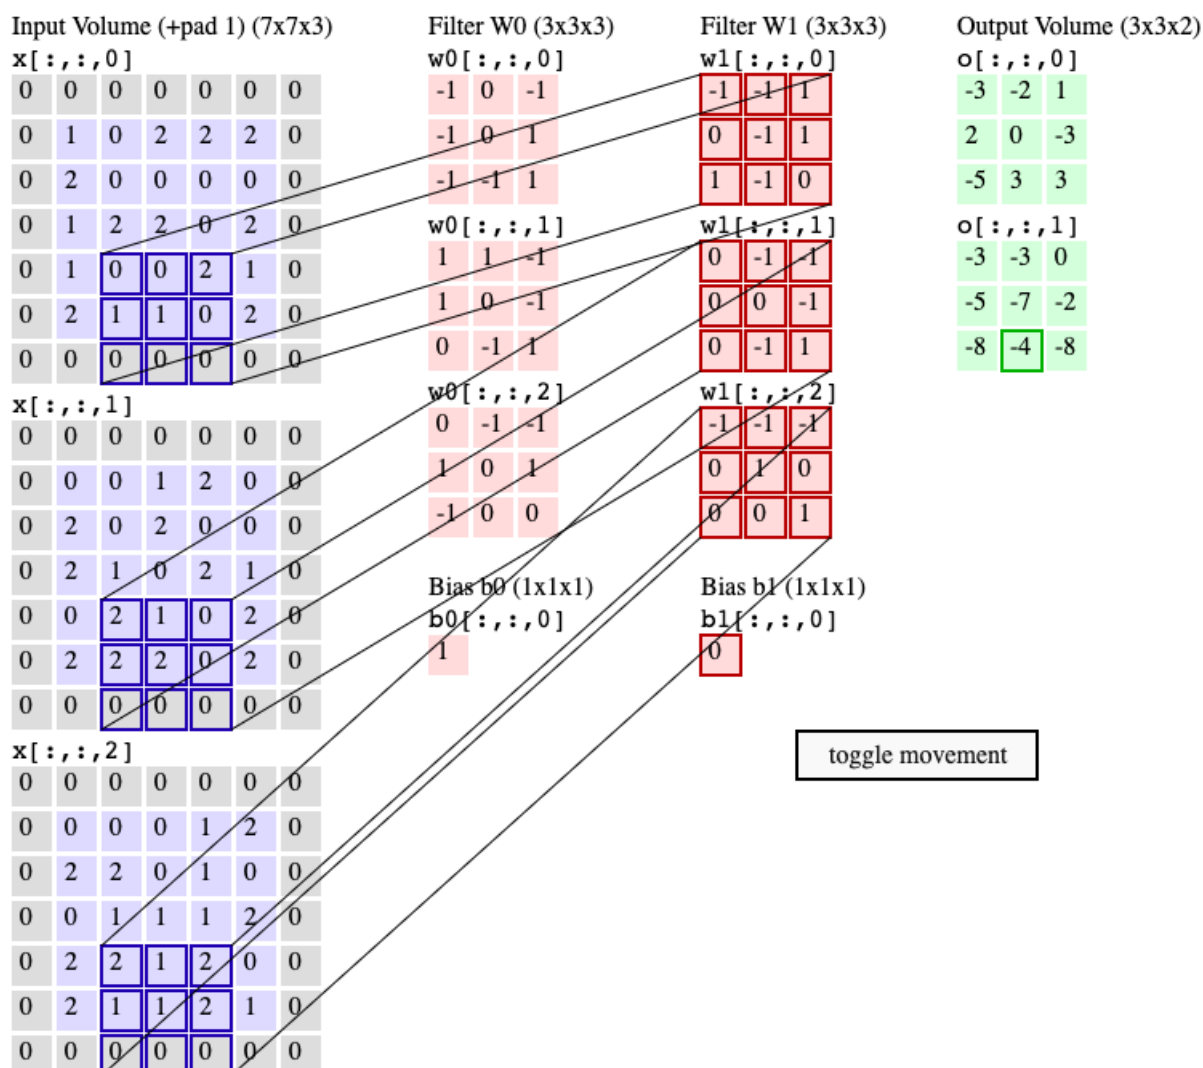 Input Volume (+pad 1) (7x7x3)
x[:,:,0]
0 0 0 0 0 0 0
0 1 0 2 2 2 0
0 2 0 0 0 0 0
0 1 2 2 0 2 0
0 1 0 0 2 1 0
0 2 1 1 0 2 0
0 0 0 0 0 0 0
x[:,:,1]
0 0 0 0 0 0 0
0 0 0 1 2 0 0
0 2 0 2 0 0 0
0 2 1 0 2 1 0
0 0 2 1 0 2 0
0 2 2 2 0 2 0
0 0 0 0 0 0 0
x[:,:,2]
0 0 0 0 0 0 0
0 0 0 0 1 2 0
0 2 2 0 1 0 0
0 0 1 1 1 2 0
0 2 2 1 2 0 0
0 2 1 1 2 1 0
0 0 0 0 0 0 0
Filter W0 (3x3x3)
w0[:,:,0]
-1 0 -1
-1 0 1
-1 -1 1
w0[:,:,1]
1 1 -1
1 0 -1
0 -1 1
w0[:,:,2]
0 -1 -1
1 0 1
-1 0 0
Bias b0 (1x1x1)
b0[:,:,0]
1
Filter W1 (3x3x3)
w1[:,:,0]
-1 -1 1
0 -1 1
1 -1 0
w1[:,:,1]
0 -1 -1
0 0 -1
0 -1 1
w1[:,:,2]
-1 -1 -1
0 1 0
0 0 1
Bias b1 (1x1x1)
b1[:,:,0]
0
Output Volume (3x3x2)
o[:,:,0]
-3 -2 1
2 0 -3
-5 3 3
o[:,:,1]
-3 -3 0
-5 -7 -2
-8 -4 -8
toggle movement